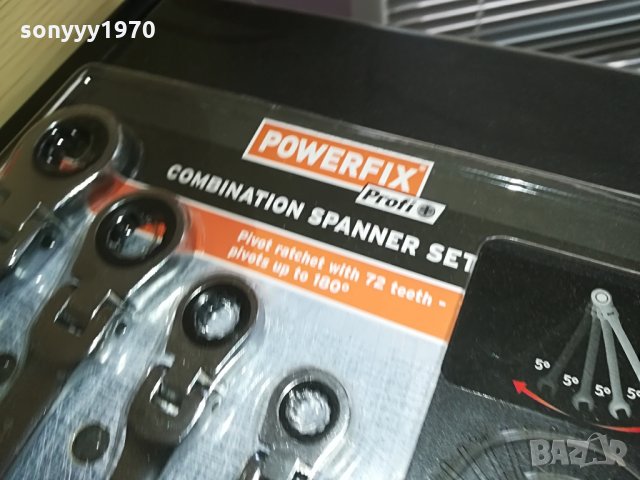 sonyyy1970
POWERFIX
Profi
COMBINATION SPANNER SET
Pivot ratchet with 72 teeth -
pivots up to 180°
5° 5° 5° 5°
BAZAR